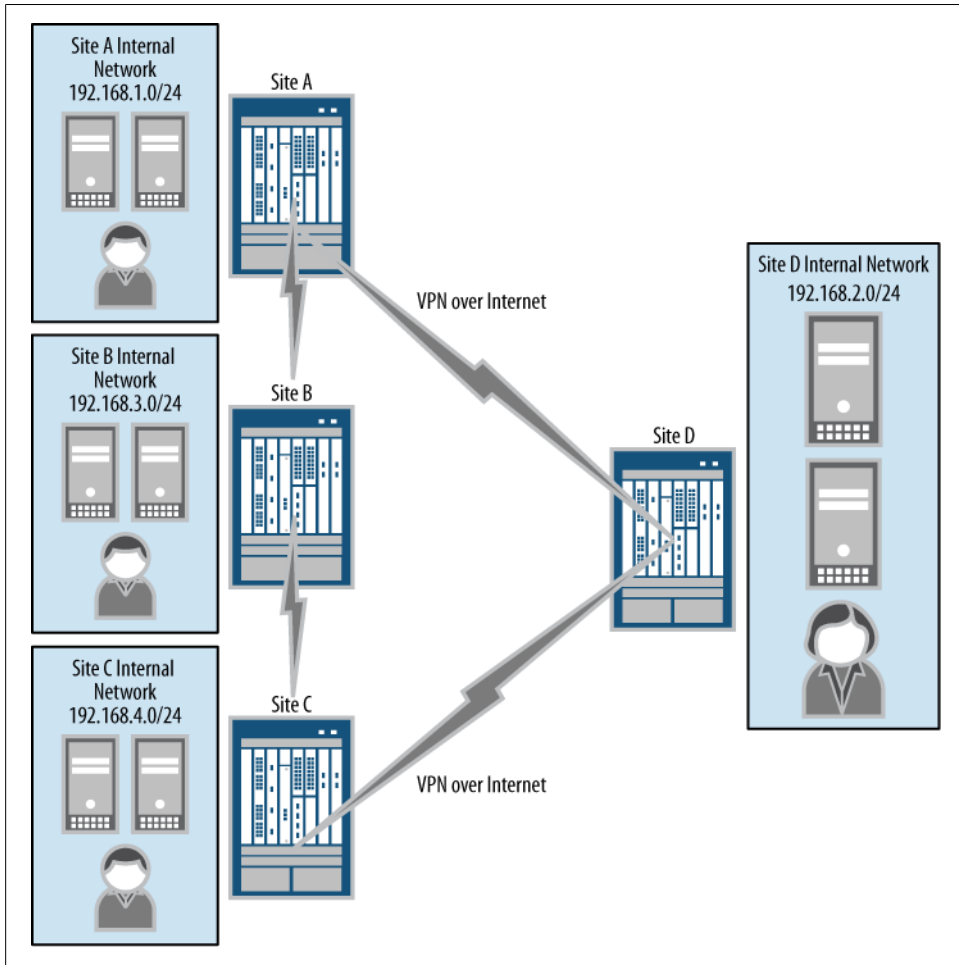 Site A Internal
Network
192.168.1.0/24
Site A
VPN over Internet
Site D Internal Network
192.168.2.0/24
Site B Internal
Network
192.168.3.0/24
Site B
Site D
Site C Internal
Network
192.168.4.0/24
Site C
VPN over Internet